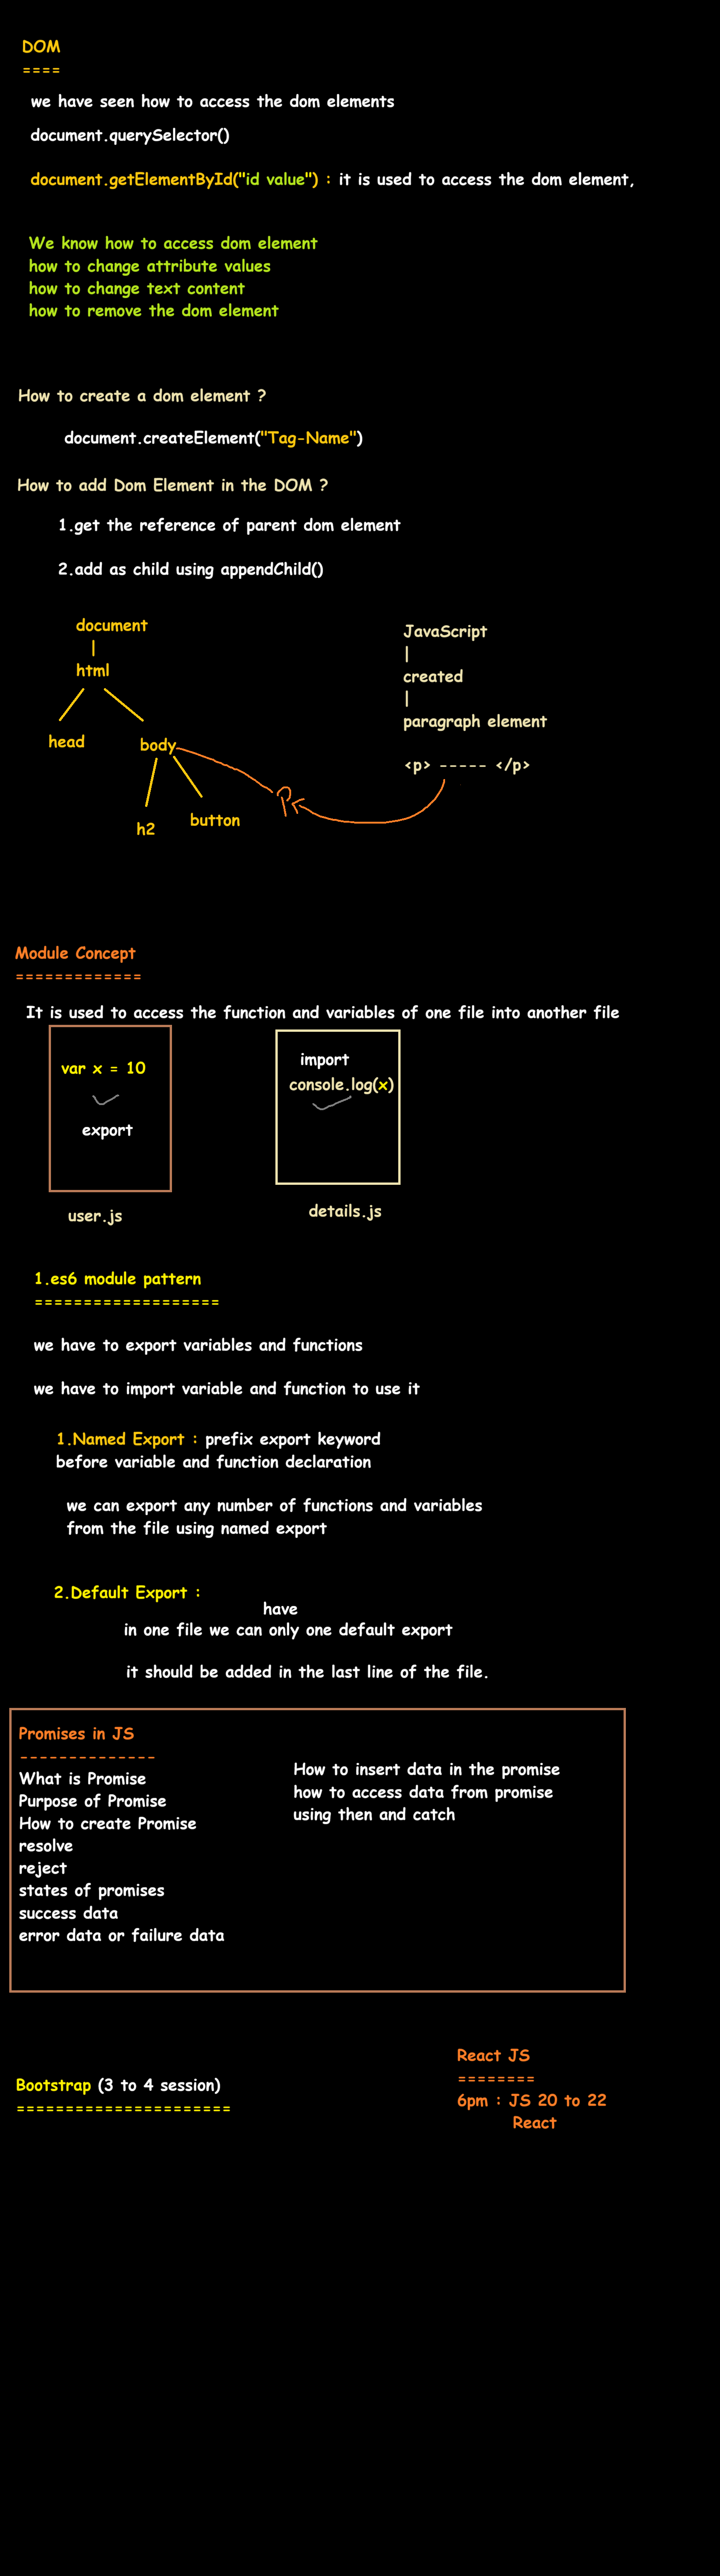 DOM
====
we have seen how to access the dom elements
document.querySelector()
document.getElementById("id value") : it is used to access the dom element,
We know how to access dom element
how to change attribute values
how to change text content
how to remove the dom element
How to create a dom element ?
document.createElement("Tag-Name")
How to add Dom Element in the DOM ?
1.get the reference of parent dom element
2.add as child using appendChild()
document
|
html
head
body
h2
button
P
JavaScript
|
created
|
paragraph element
<p> ----- </p>
Module Concept
=============
It is used to access the function and variables of one file into another file
var x = 10
export
user.js
import
console.log(x)
details.js
1.es6 module pattern
===================
we have to export variables and functions
we have to import variable and function to use it
1.Named Export : prefix export keyword
before variable and function declaration
we can export any number of functions and variables
from the file using named export
2.Default Export :
have
in one file we can only one default export
it should be added in the last line of the file.
Promises in JS
--------------
What is Promise
Purpose of Promise
How to create Promise
resolve
reject
states of promises
success data
error data or failure data
How to insert data in the promise
how to access data from promise
using then and catch
Bootstrap (3 to 4 session)
======================
React JS
========
6pm : JS 20 to 22
React